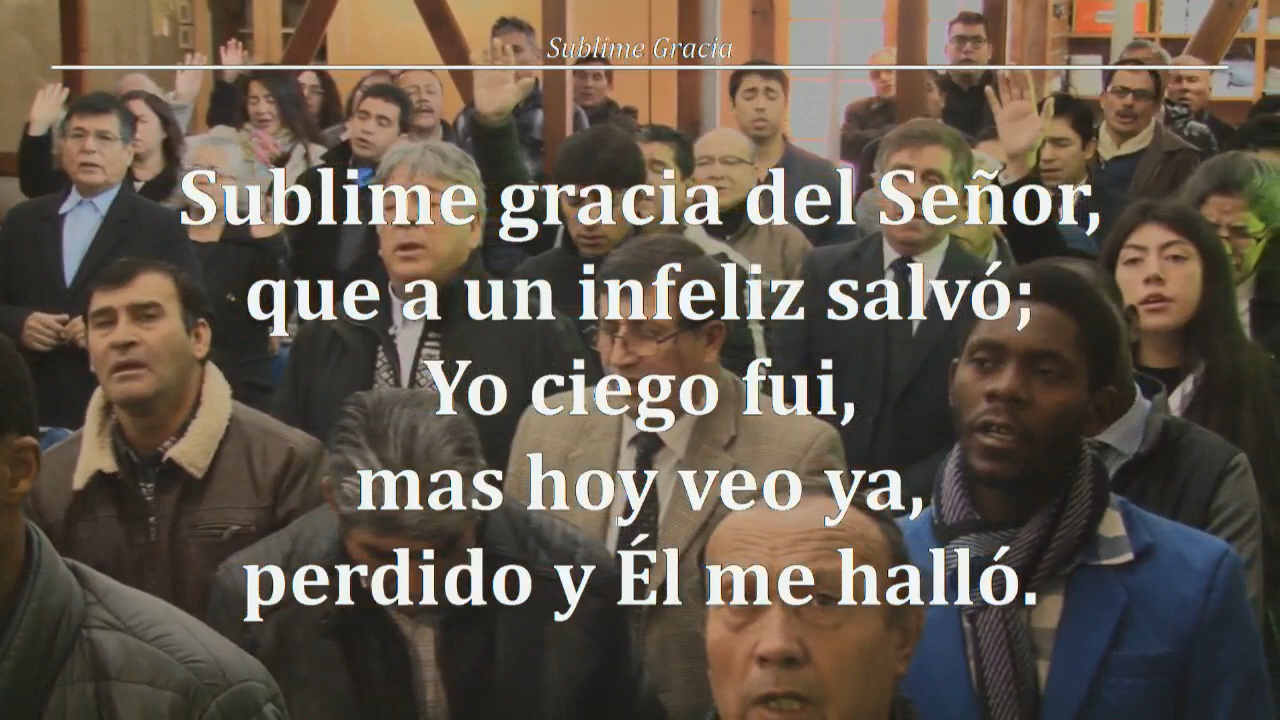 Sublime Gracia
Sublime gracia del Señor,
que a un infeliz salvó;
Yo ciego fui,
mas hoy veo ya,
perdido y Él me halló.